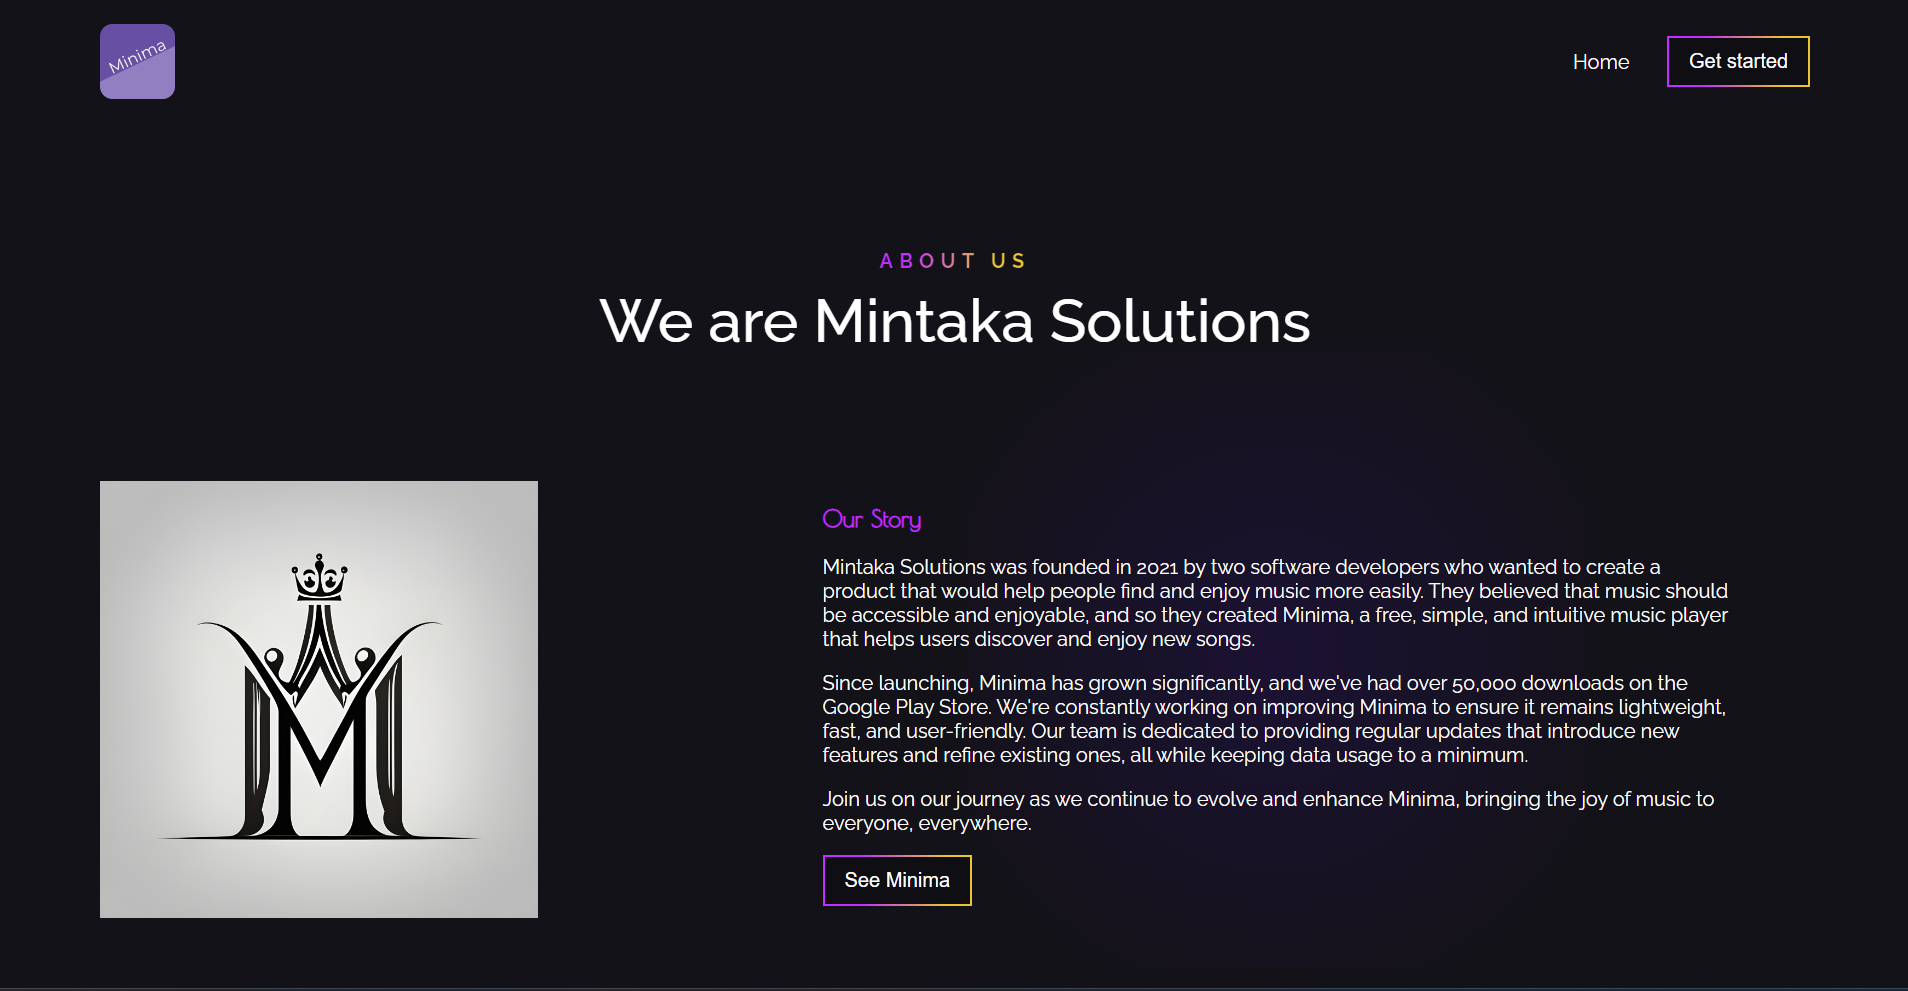 Minima
Home
Get started
ABOUT US
We are Mintaka Solutions
M
Our Story
Mintaka Solutions was founded in 2021 by two software developers who wanted to create a
product that would help people find and enjoy music more easily. They believed that music should
be accessible and enjoyable, and so they created Minima, a free, simple, and intuitive music player
that helps users discover and enjoy new songs.
Since launching, Minima has grown significantly, and we've had over 50,000 downloads on the
Google Play Store. We're constantly working on improving Minima to ensure it remains lightweight,
fast, and user-friendly. Our team is dedicated to providing regular updates that introduce new
features and refine existing ones, all while keeping data usage to a minimum.
Join us on our journey as we continue to evolve and enhance Minima, bringing the joy of music to
everyone, everywhere.
See Minima